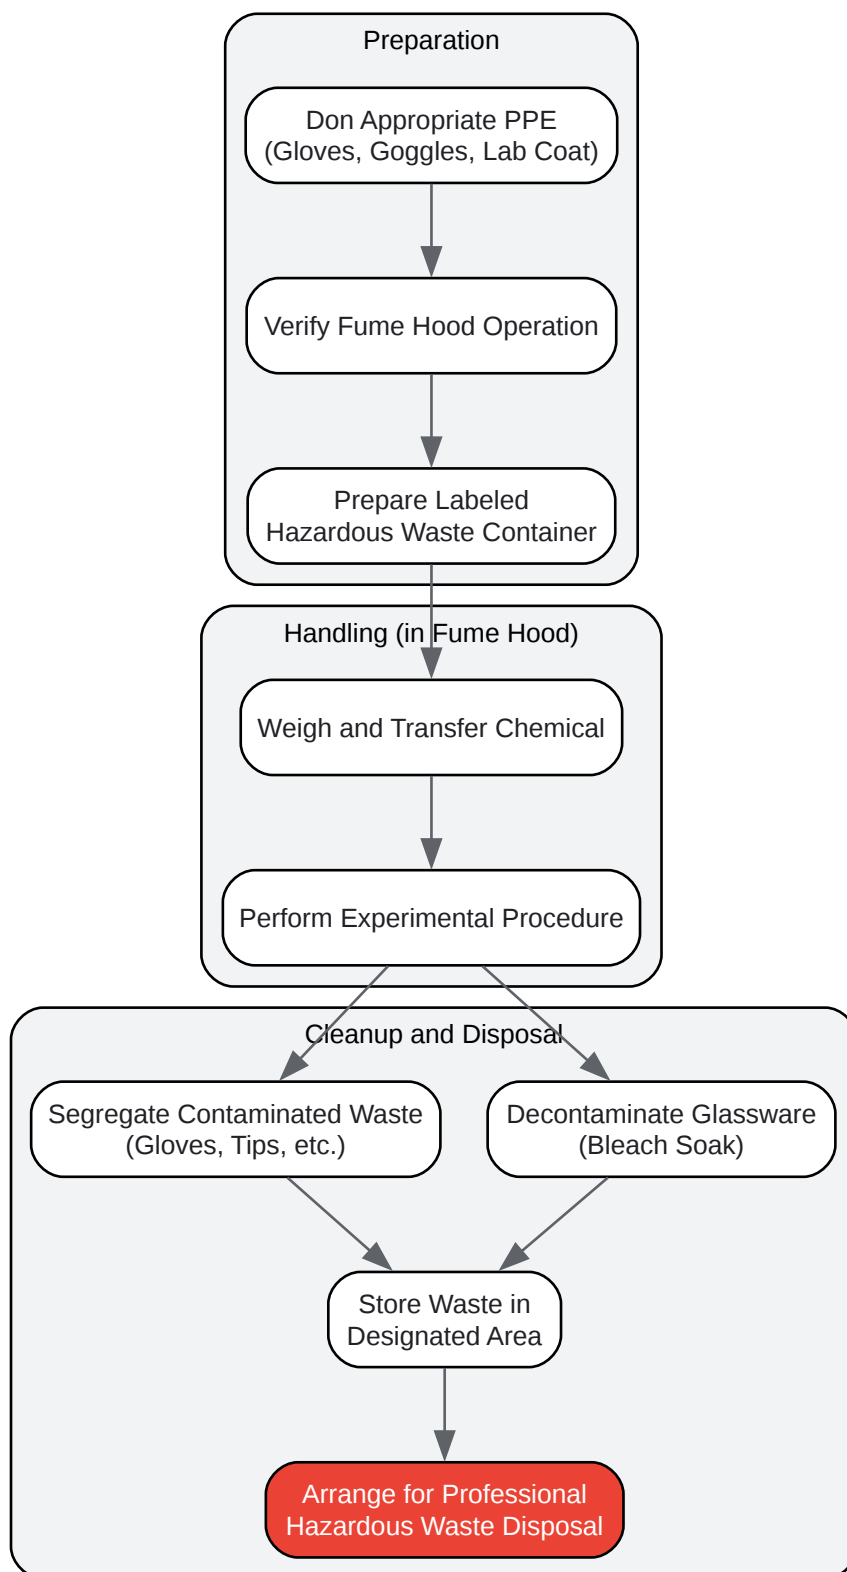 Preparation
Don Appropriate PPE
(Gloves, Goggles, Lab Coat)
Verify Fume Hood Operation
Prepare Labeled
Hazardous Waste Container
Handling (in Fume Hood)
Weigh and Transfer Chemical
Perform Experimental Procedure
Cleanup and Disposal
Segregate Contaminated Waste
(Gloves, Tips, etc.)
Decontaminate Glassware
(Bleach Soak)
Store Waste in
Designated Area
Arrange for Professional
Hazardous Waste Disposal